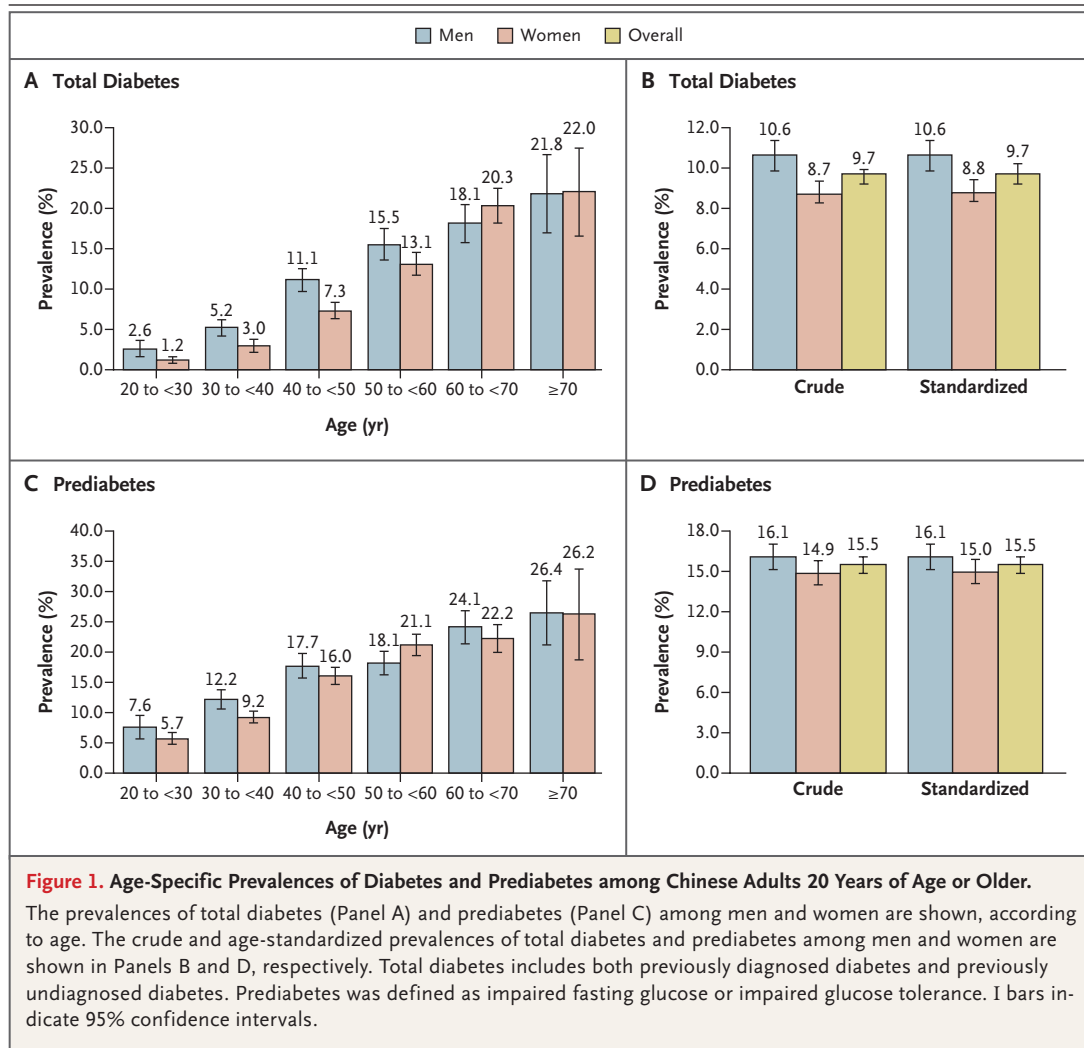 Men Women Overall
A Total Diabetes
30.0
25.0
20.0
15.0
10.0
5.0
0.0
Prevalence (%)
2.6 1.2 5.2 3.0 11.1 7.3 15.5 13.1 18.1 20.3 21.8 22.0
20 to <30 30 to <40 40 to <50 50 to <60 60 to <70 ≥70
Age (yr)
B Total Diabetes
12.0
10.0
8.0
6.0
4.0
2.0
0.0
Prevalence (%)
10.6 8.7 9.7 10.6 8.8 9.7
Crude Standardized
C Prediabetes
40.0
35.0
30.0
25.0
20.0
15.0
10.0
5.0
0.0
Prevalence (%)
7.6 5.7 12.2 9.2 17.7 16.0 18.1 21.1 24.1 22.2 26.4 26.2
20 to <30 30 to <40 40 to <50 50 to <60 60 to <70 ≥70
Age (yr)
D Prediabetes
18.0
15.0
12.0
9.0
6.0
3.0
0.0
Prevalence (%)
16.1 14.9 15.5 16.1 15.0 15.5
Crude Standardized
Figure 1. Age-Specific Prevalences of Diabetes and Prediabetes among Chinese Adults 20 Years of Age or Older.
The prevalences of total diabetes (Panel A) and prediabetes (Panel C) among men and women are shown, according
to age. The crude and age-standardized prevalences of total diabetes and prediabetes among men and women are
shown in Panels B and D, respectively. Total diabetes includes both previously diagnosed diabetes and previously
undiagnosed diabetes. Prediabetes was defined as impaired fasting glucose or impaired glucose tolerance. I bars in-
dicate 95% confidence intervals.